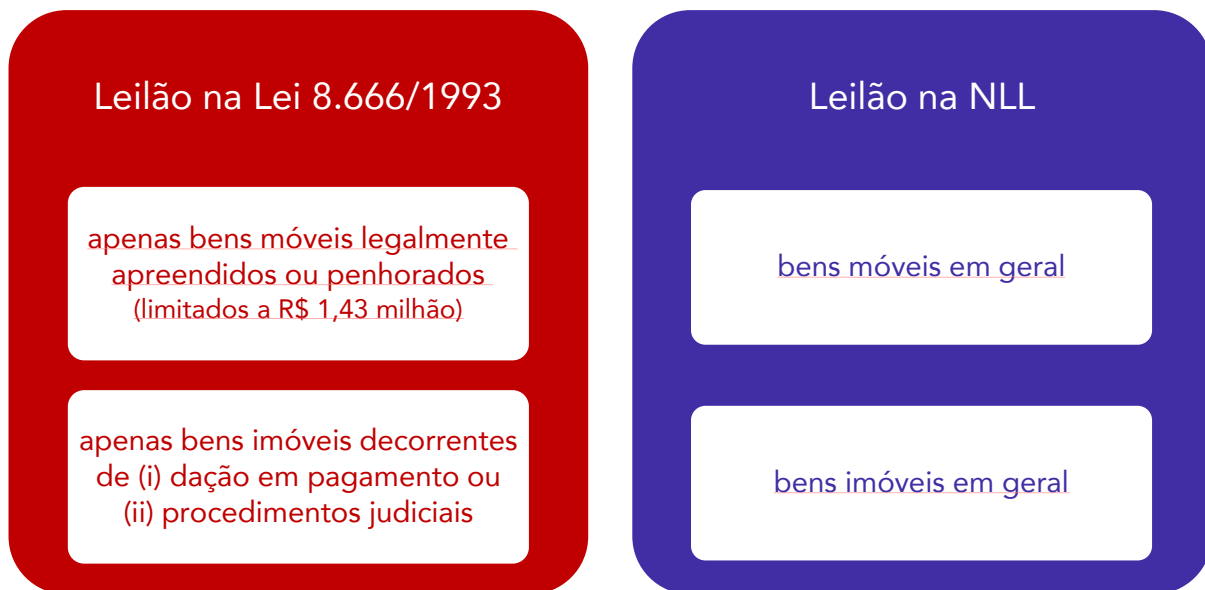 Leilão na Lei 8.666/1993
apenas bens móveis legalmente
apreendidos ou penhorados
(limitados a R$ 1,43 milhão)
apenas bens imóveis decorrentes
de (i) dação em pagamento ou
(ii) procedimentos judiciais
Leilão na NLL
bens móveis em geral
bens imóveis em geral